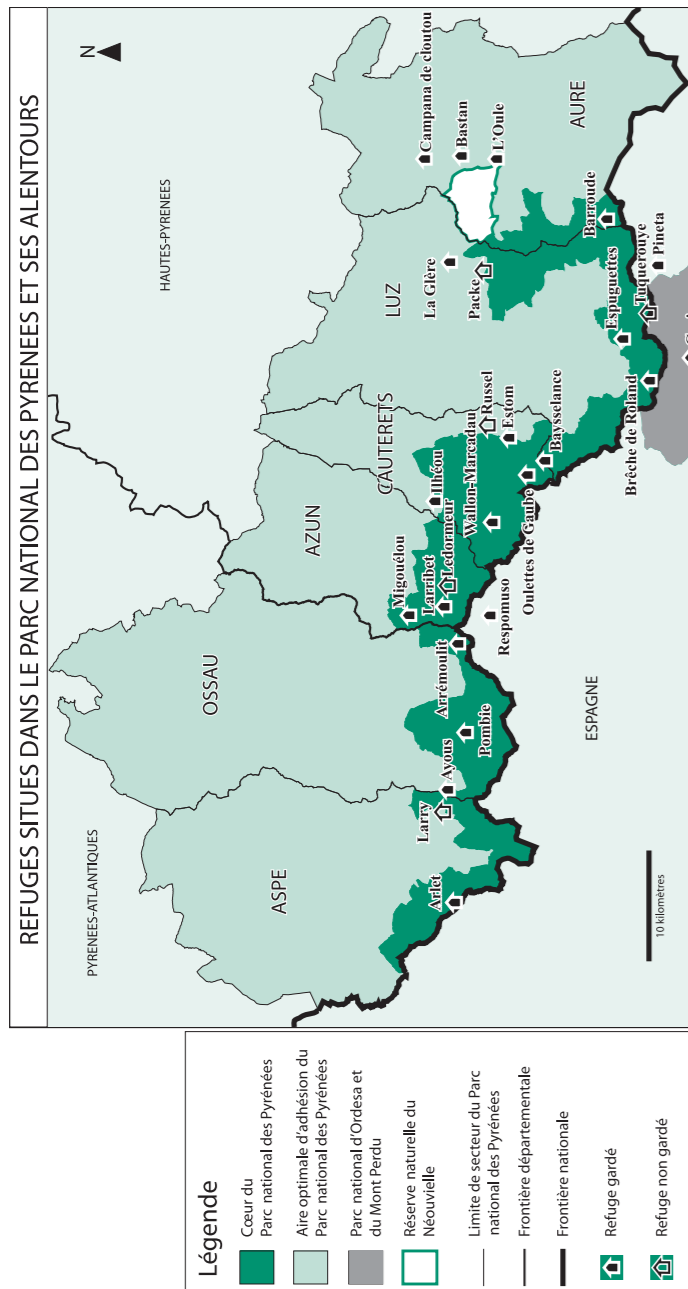 REFUGES SITUES DANS LE PARC NATIONAL DES PYRENEES ET SES ALENTOURS
N
PYRENEES-ATLANTIQUES
HAUTES-PYRENEES
ESPAGNE
ASPE
OSSAU
AZUN
CAUTERETS
LUZ
AURE
Arlet
Larry
Ayous
Pombie
Arrémoulit
Migouélou
Larribet
Ledormeur
Respomuso
Ilhéou
Wallon-Marcadau
Oulettes de Gaube
Baysselance
Estom
Russel
La Glère
Packe
Brêche de Roland
Espuguettes
Tuquerouye
Pineta
Barroude
Campana de cloutou
Bastan
L'Oule
10 kilomètres
Légende
Cœur du
Parc national des Pyrénées
Aire optimale d'adhésion du
Parc national des Pyrénées
Parc national d'Ordesa et
du Mont Perdu
Réserve naturelle du
Néouvielle
Limite de secteur du Parc
national des Pyrénées
Frontière départementale
Frontière nationale
Refuge gardé
Refuge non gardé